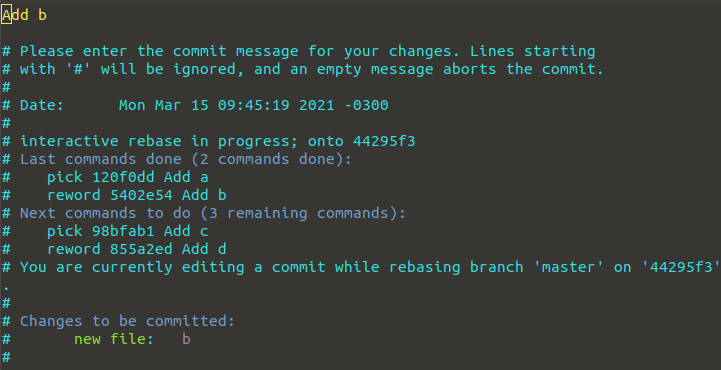 Add b
# Please enter the commit message for your changes. Lines starting
# with '#' will be ignored, and an empty message aborts the commit.
#
# Date:      Mon Mar 15 09:45:19 2021 -0300
#
# interactive rebase in progress; onto 44295f3
# Last commands done (2 commands done):
#    pick 120f0dd Add a
#    reword 5402e54 Add b
# Next commands to do (3 remaining commands):
#    pick 98bfab1 Add c
#    reword 855a2ed Add d
# You are currently editing a commit while rebasing branch 'master' on '44295f3'
.
#
# Changes to be committed:
#       new file:   b
#